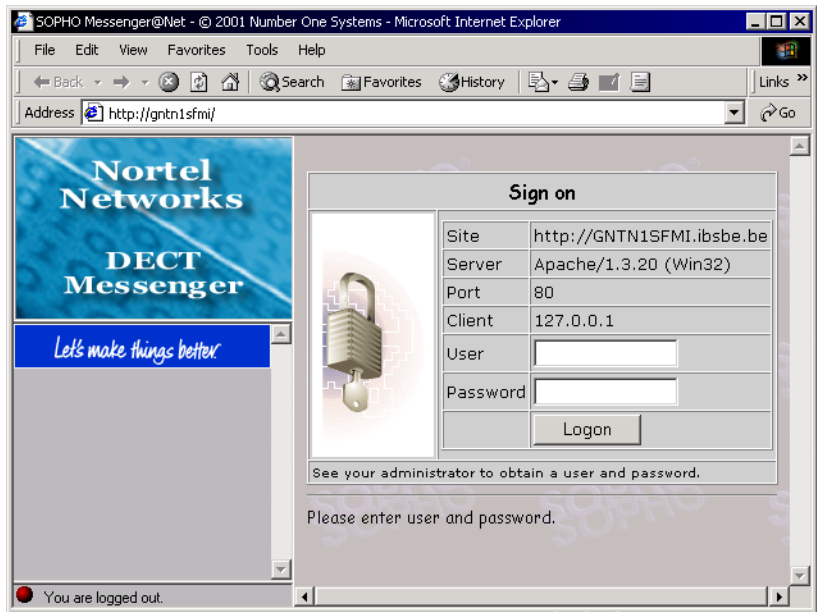 SOPHO Messenger@Net - © 2001 Number One Systems - Microsoft Internet Explorer
File Edit View Favorites Tools Help
Back Search Favorites History Links »
Address http://gntn1sfmi/ Go
Nortel
Networks
DECT
Messenger
Let's make things better.
Sign on
Site http://GNTN1SFMI.ibsbe.be
Server Apache/1.3.20 (Win32)
Port 80
Client 127.0.0.1
User
Password
Logon
See your administrator to obtain a user and password.
Please enter user and password.
SOPHO SOPHO
You are logged out.